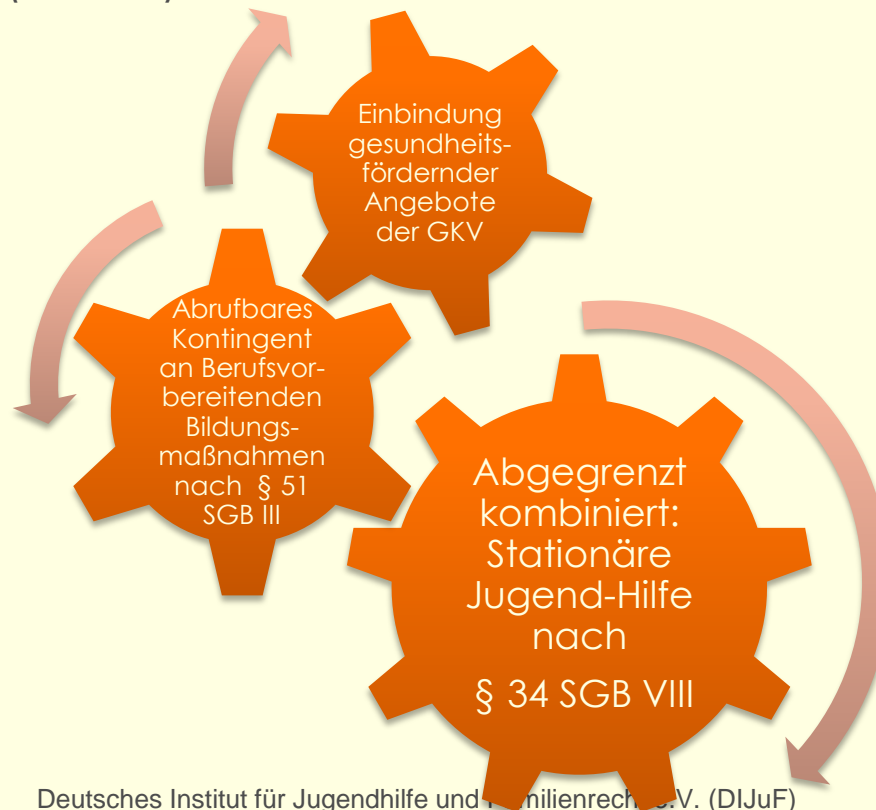 Einbindung
gesundheits-
fördernder
Angebote
der GKV
Abrufbares
Kontingent
an Berufsvor-
bereitenden
Bildungs-
maßnahmen
nach § 51
SGB III
Abgegrenzt
kombiniert:
Stationäre
Jugend-Hilfe
nach
§ 34 SGB VIII
Deutsches Institut für Jugendhilfe und e.V. (DIJuF)